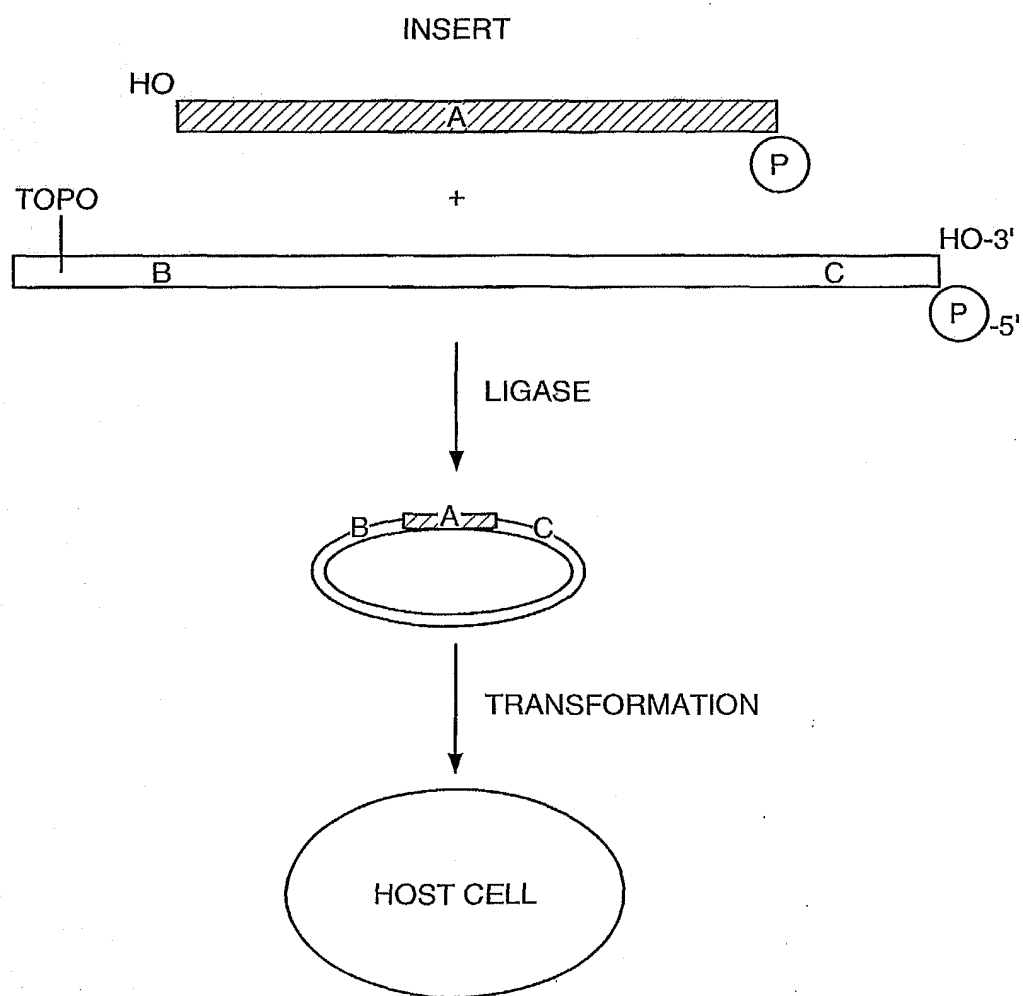 INSERT
HO
A
P
TOPO
+
HO-3'
B
C
P -5'
LIGASE
B A C
TRANSFORMATION
HOST CELL